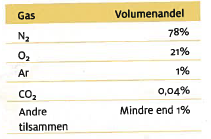 Gas Volumenandel
N₂ 78%
O₂ 21%
Ar 1%
CO₂ 0,04%
Andre Mindre end 1%
tilsammen